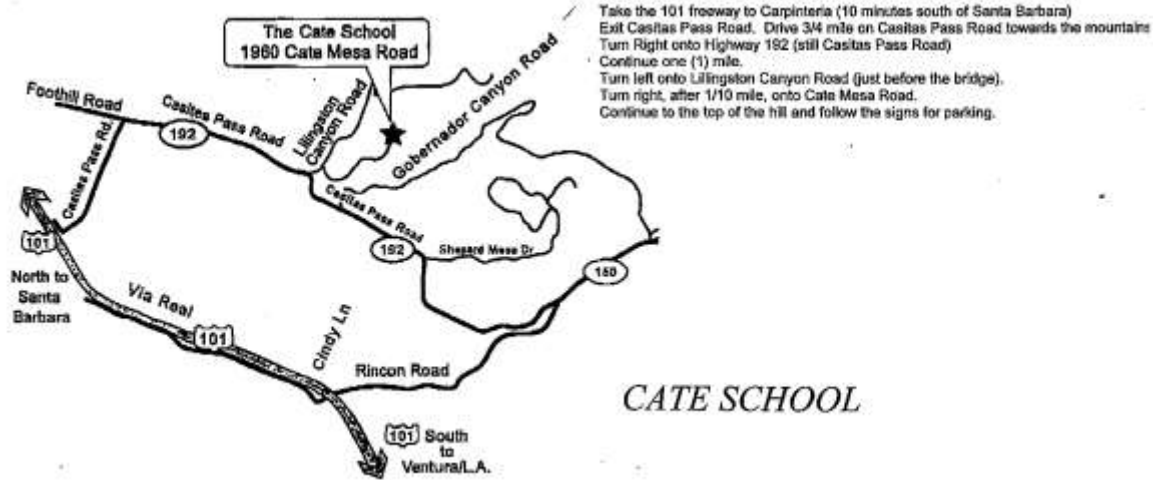 Take the 101 freeway to Carpinteria (10 minutes south of Santa Barbara)
Exit Casitas Pass Road. Drive 3/4 mile on Casitas Pass Road towards the mountains
Turn Right onto Highway 192 (still Casitas Pass Road)
Continue one (1) mile.
Turn left onto Lillingston Canyon Road (just before the bridge).
Turn right, after 1/10 mile, onto Cate Mesa Road.
Continue to the top of the hill and follow the signs for parking.
The Cate School
1960 Cate Mesa Road
Foothill Road
Casitas Pass Road
192
Lillington
Canyon Road
Gobernador Canyon Road
Casitas Pass Rd.
Casitas Pass Road
192
Shepard Mesa Dr
150
101
North to
Santa
Barbara
Via Real
101
Cindy Ln
Rincon Road
CATE SCHOOL
101 South
to
Ventura/L.A.